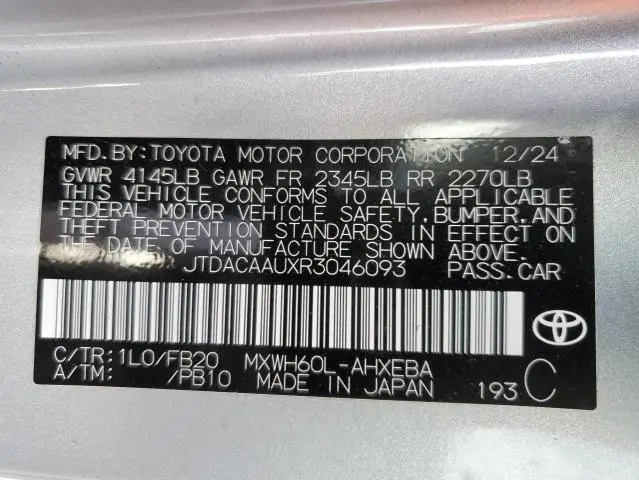 MFD.BY:TOYOTA MOTOR CORPORATION 12/24
GVWR 4145LB GAWR FR 2345LB RR 2270LB
THIS VEHICLE CONFORMS TO ALL APPLICABLE
FEDERAL MOTOR VEHICLE SAFETY,BUMPER,AND
THEFT PREVENTION STANDARDS IN EFFECT ON
THE DATE OF MANUFACTURE SHOWN ABOVE.
JTDACAAUXR3046093 PASS.CAR
C/TR:1L0/FB20 MXWH60L-AHXEBA
A/TM: /PB10 MADE IN JAPAN 193 C